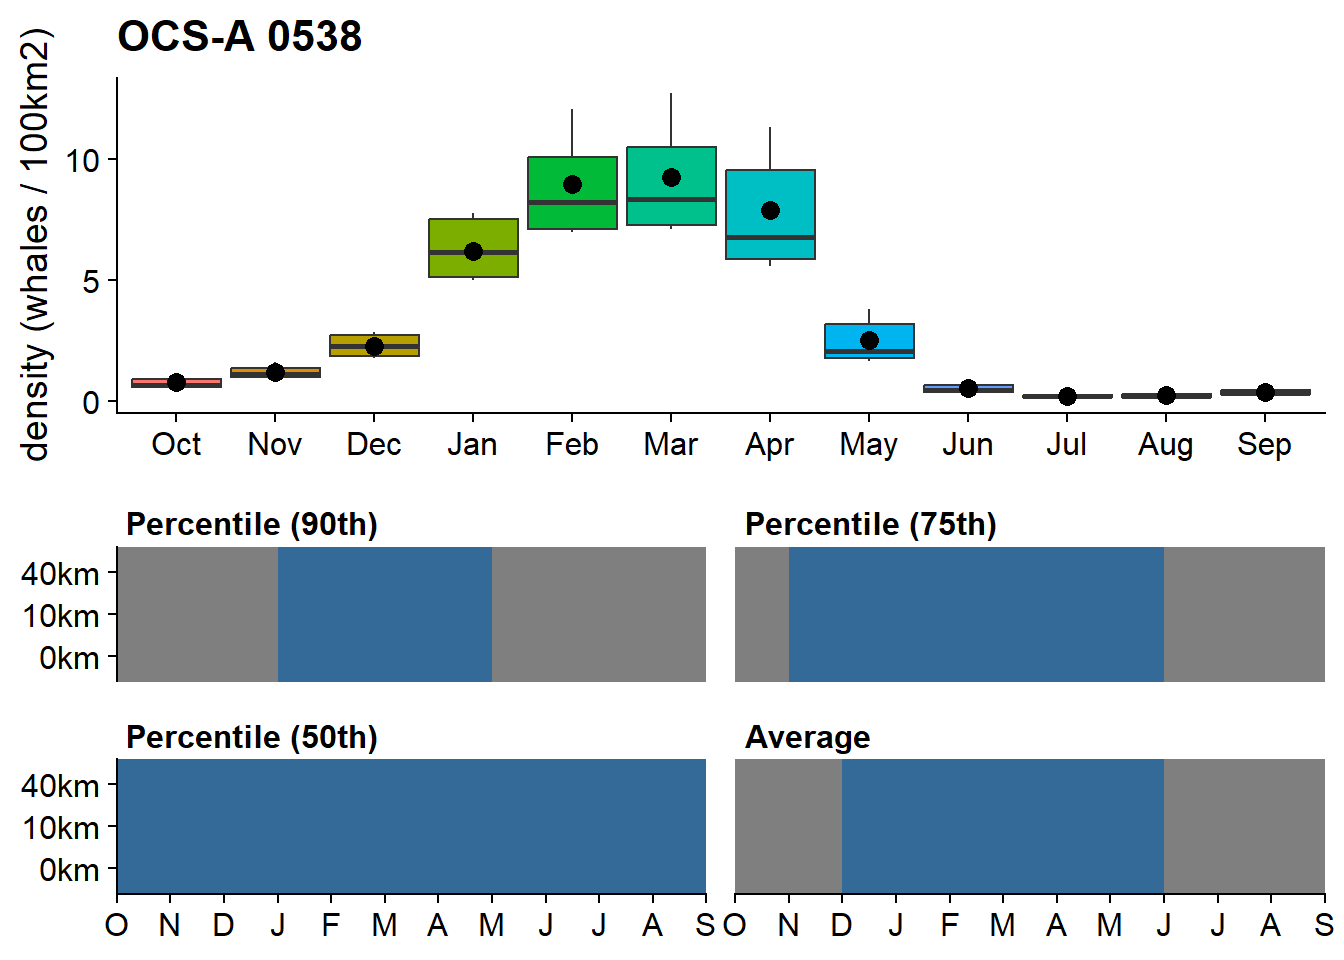 OCS-A 0538
density (whales / 100km2)
10
5
0
Oct Nov Dec Jan Feb Mar Apr May Jun Jul Aug Sep
Percentile (90th) Percentile (75th)
40km
10km
0km
Percentile (50th) Average
40km
10km
0km
O N D J F M A M J J A S O N D J F M A M J J A S